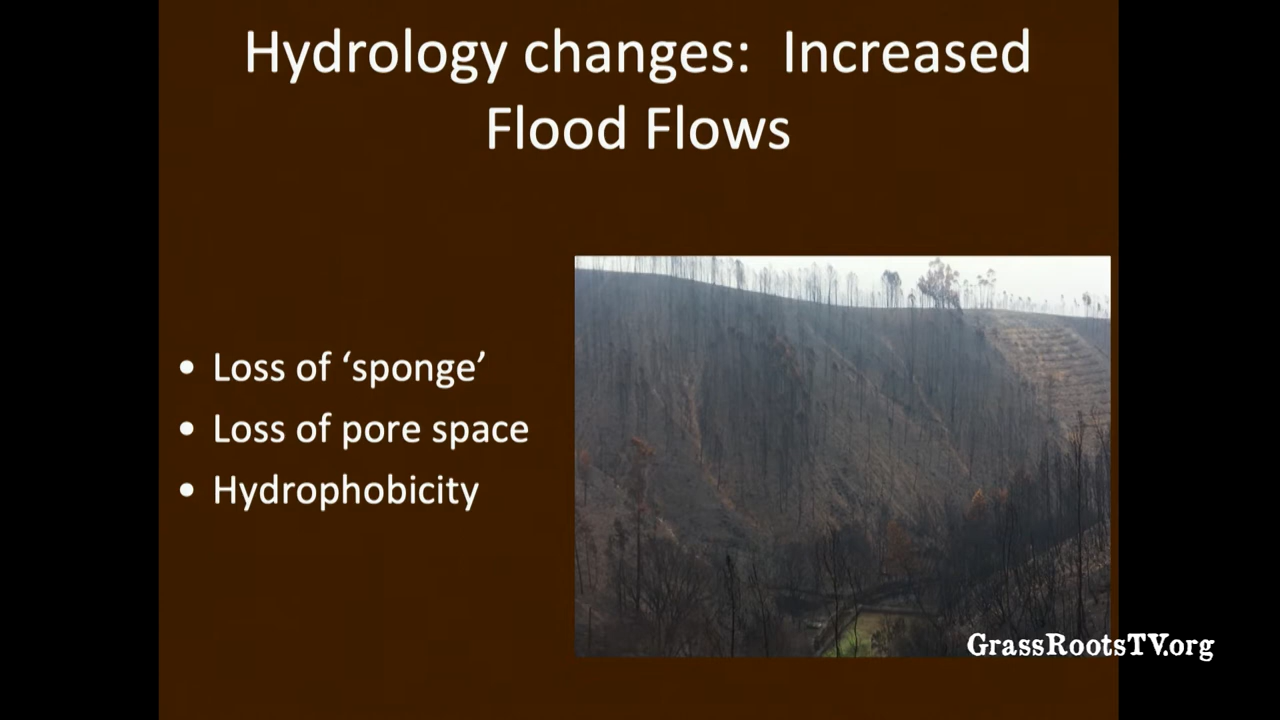 Hydrology changes:  Increased
Flood Flows
• Loss of ‘sponge’
• Loss of pore space
• Hydrophobicity
GrassRootsTV.org